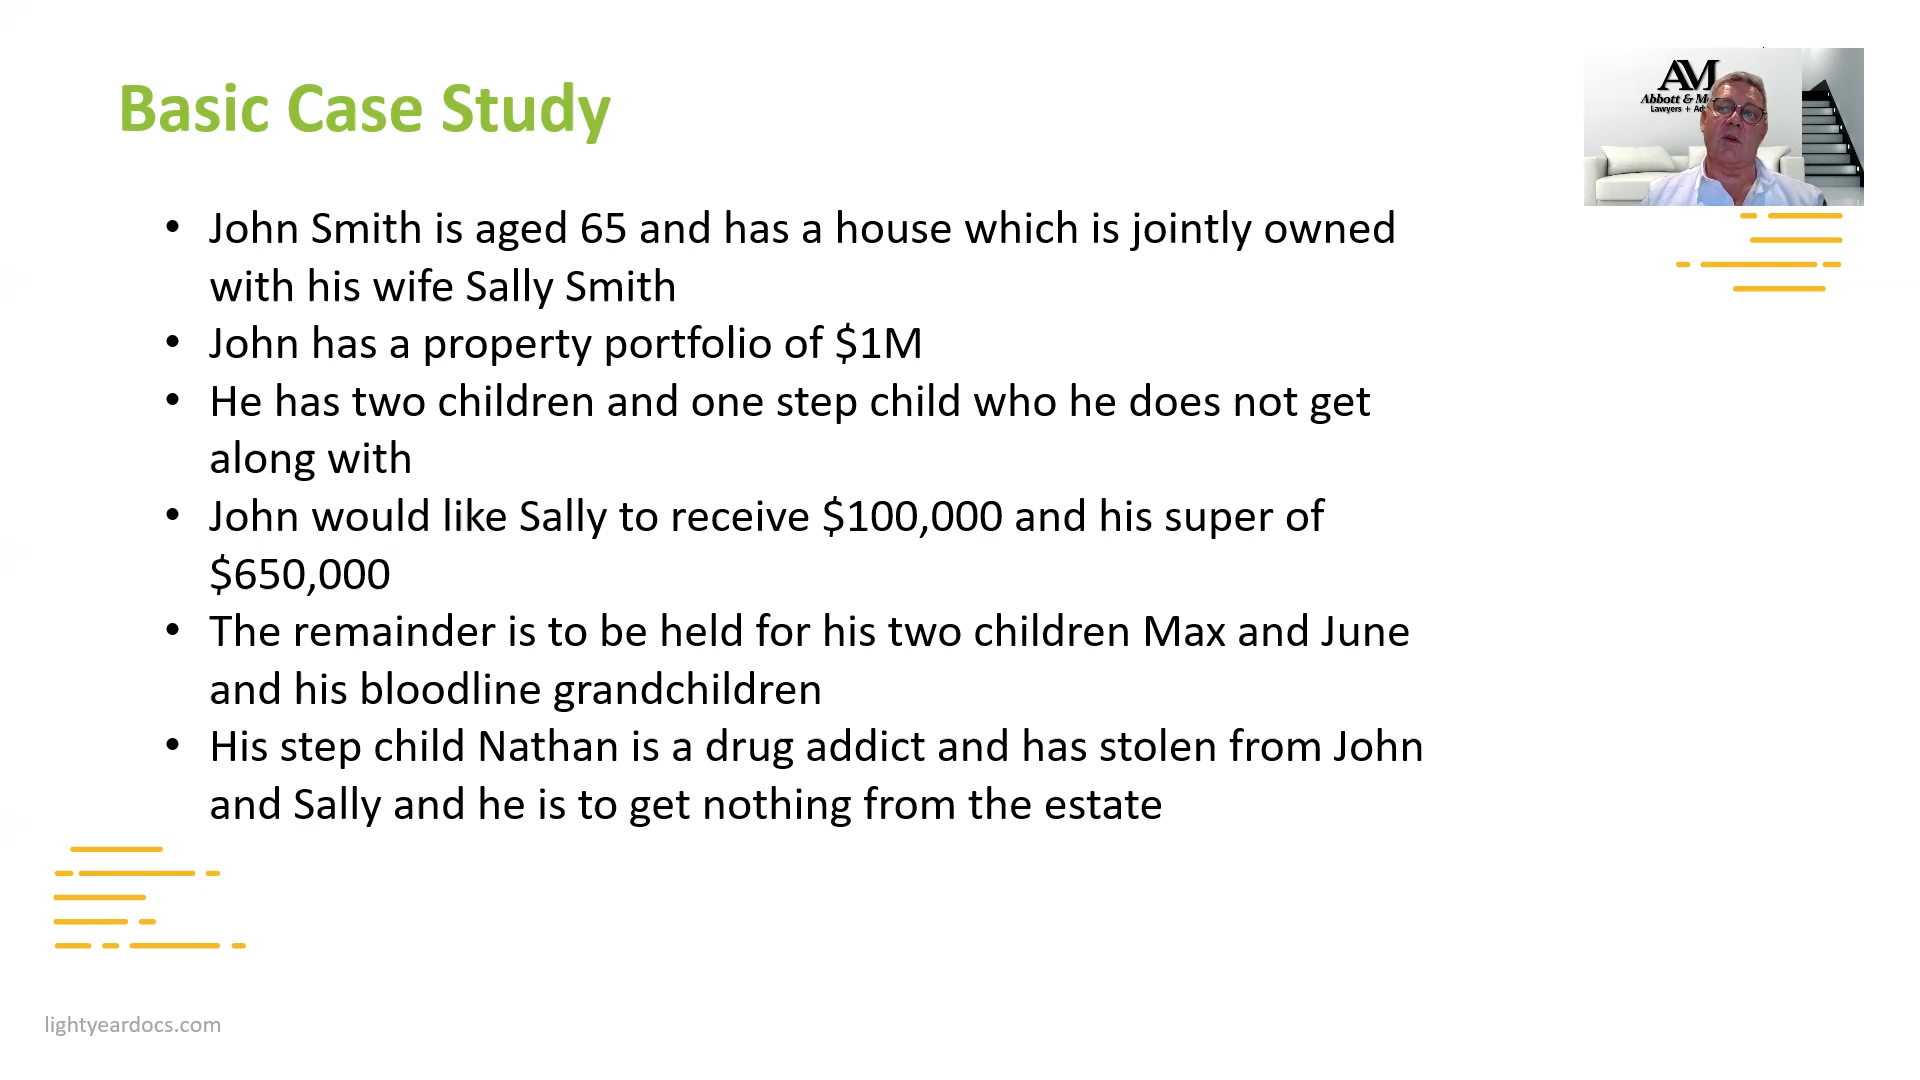 Basic Case Study
AM
Abbott & M
Lawyers + Ad
• John Smith is aged 65 and has a house which is jointly owned
with his wife Sally Smith
• John has a property portfolio of $1M
• He has two children and one step child who he does not get
along with
• John would like Sally to receive $100,000 and his super of
$650,000
• The remainder is to be held for his two children Max and June
and his bloodline grandchildren
• His step child Nathan is a drug addict and has stolen from John
and Sally and he is to get nothing from the estate
lightyeardocs.com